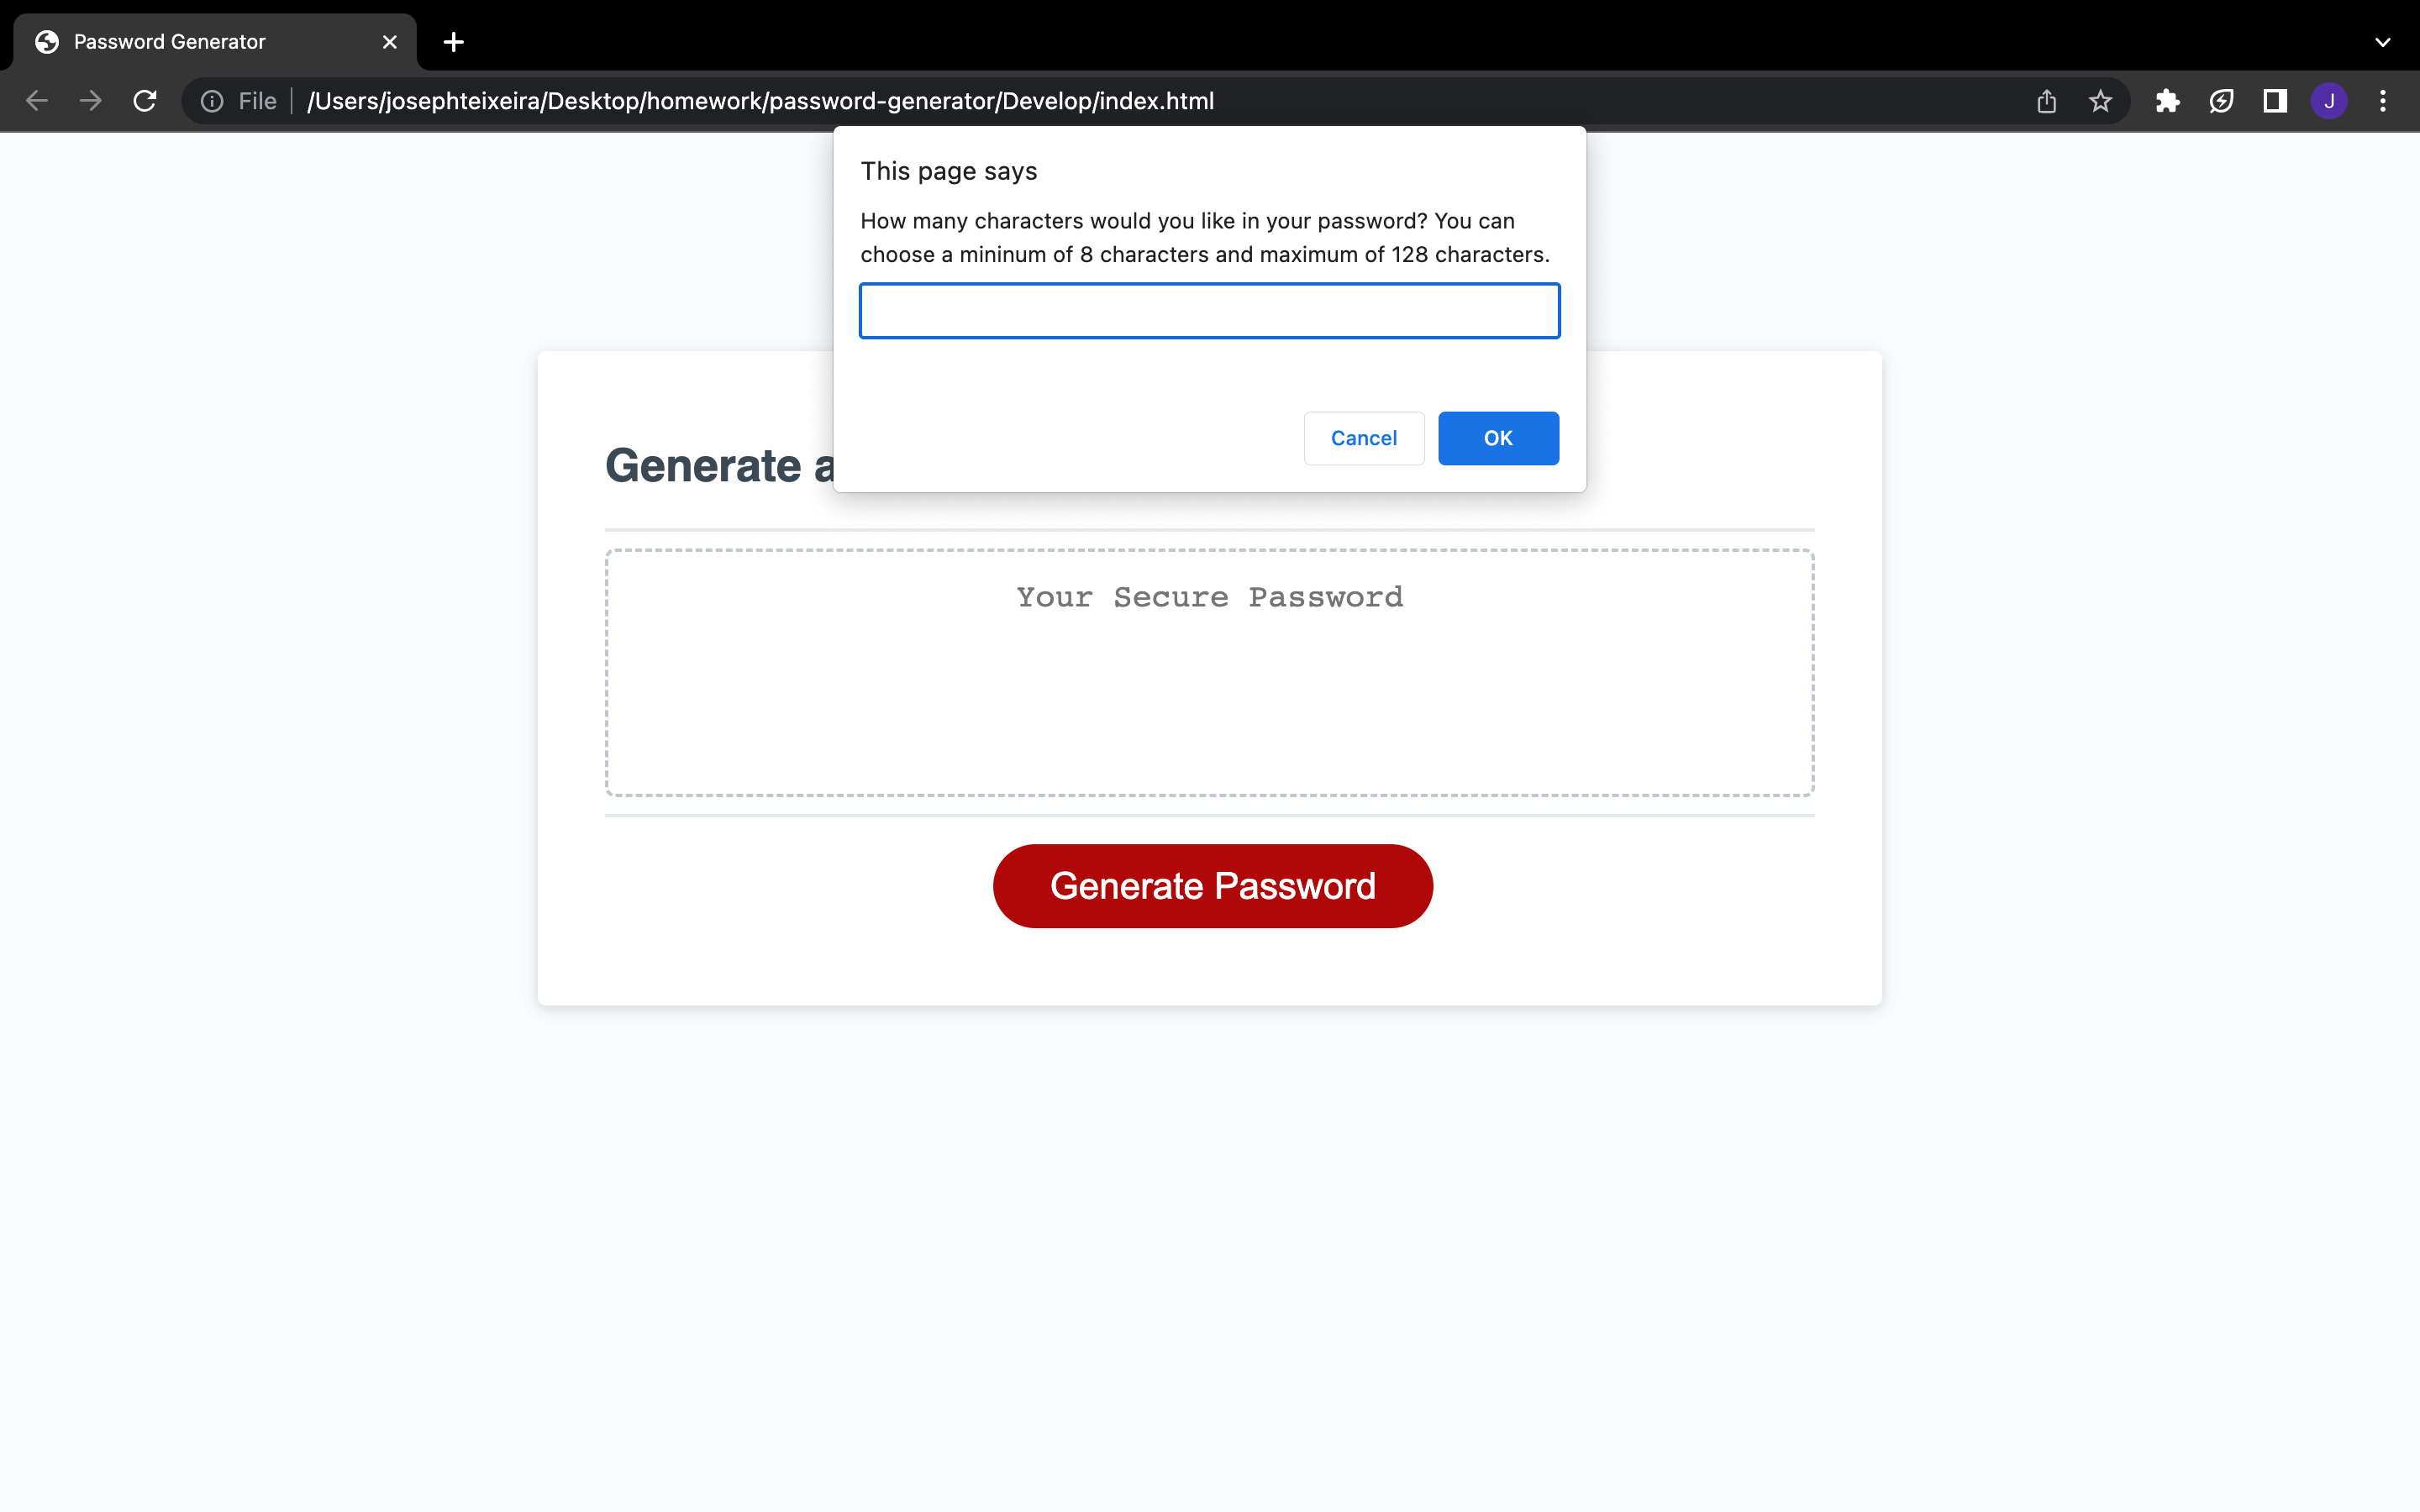 Password Generator
File /Users/josephteixeira/Desktop/homework/password-generator/Develop/index.html
J
This page says
How many characters would you like in your password? You can
choose a mininum of 8 characters and maximum of 128 characters.
Cancel OK
Generate a
Your Secure Password
Generate Password